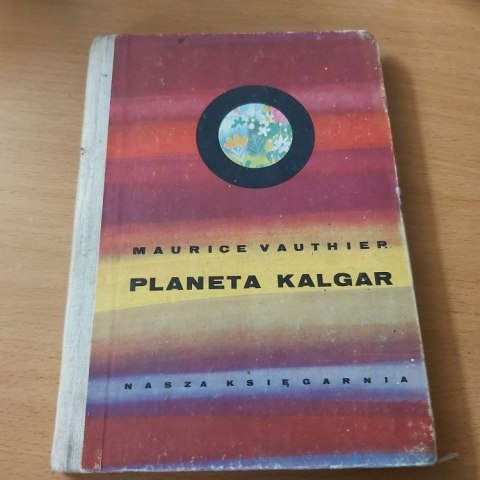 MAURICE VAUTHIER
PLANETA KALGAR
NASZA KSIĘGARNIA